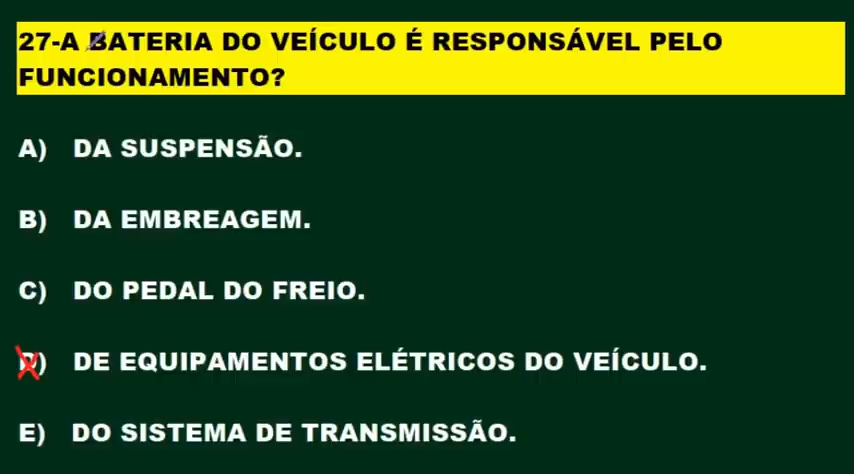 27-A BATERIA DO VEÍCULO É RESPONSÁVEL PELO
FUNCIONAMENTO?
A) DA SUSPENSÃO.
B) DA EMBREAGEM.
C) DO PEDAL DO FREIO.
D) DE EQUIPAMENTOS ELÉTRICOS DO VEÍCULO.
E) DO SISTEMA DE TRANSMISSÃO.